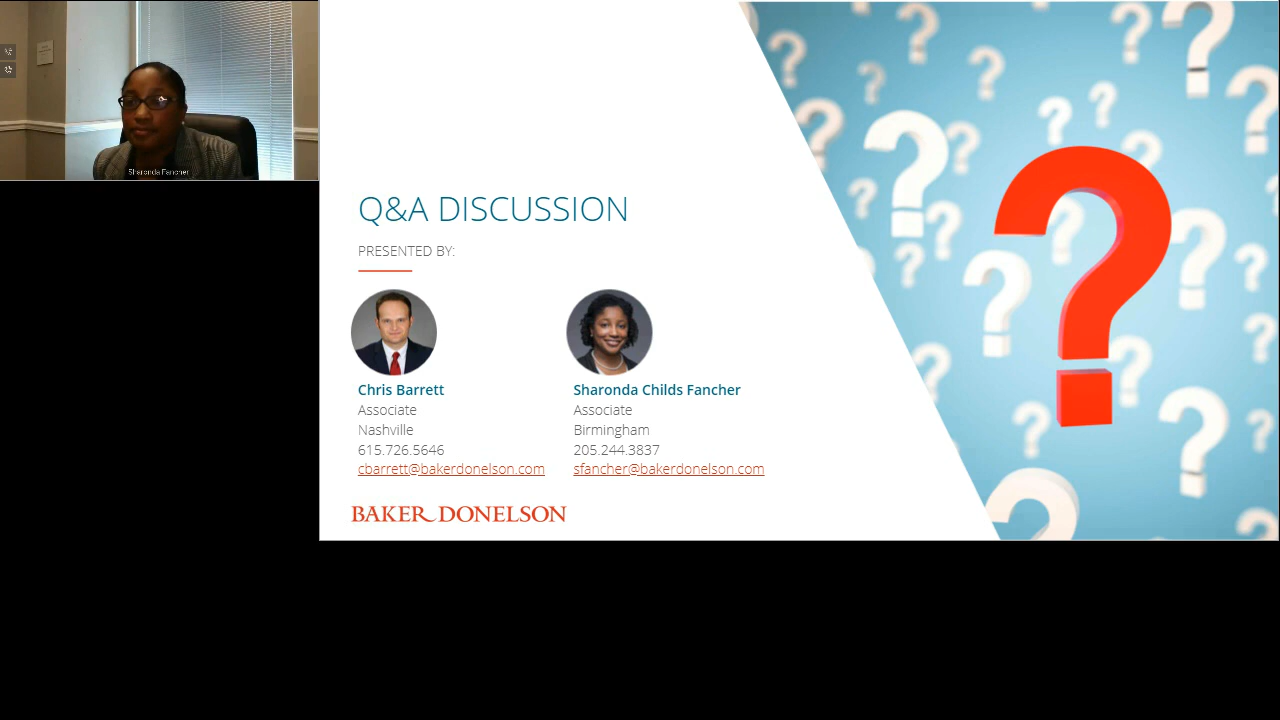 Sharonda Fancher
Q&A DISCUSSION
PRESENTED BY:
Chris Barrett
Associate
Nashville
615.726.5646
cbarrett@bakerdonelson.com
Sharonda Childs Fancher
Associate
Birmingham
205.244.3837
sfancher@bakerdonelson.com
BAKER DONELSON